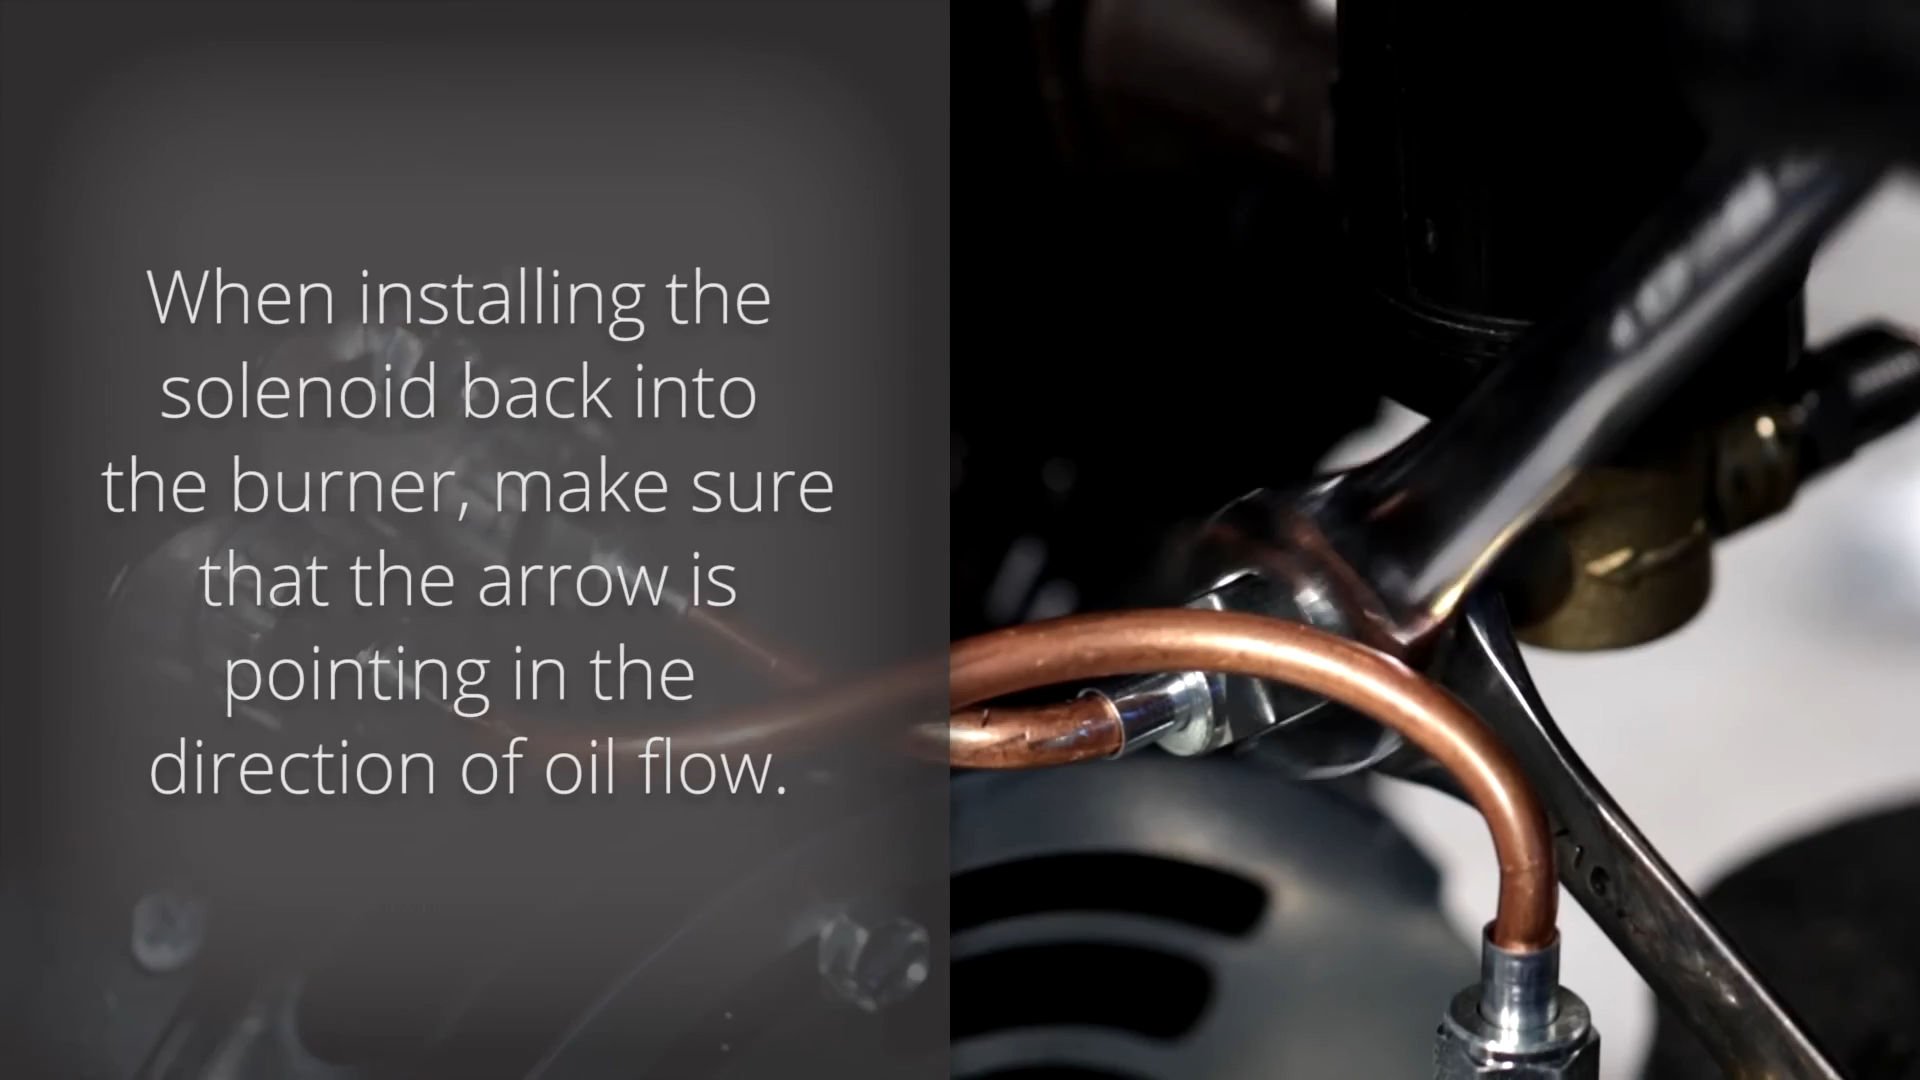 When installing the
solenoid back into
the burner, make sure
that the arrow is
pointing in the
direction of oil flow.
16